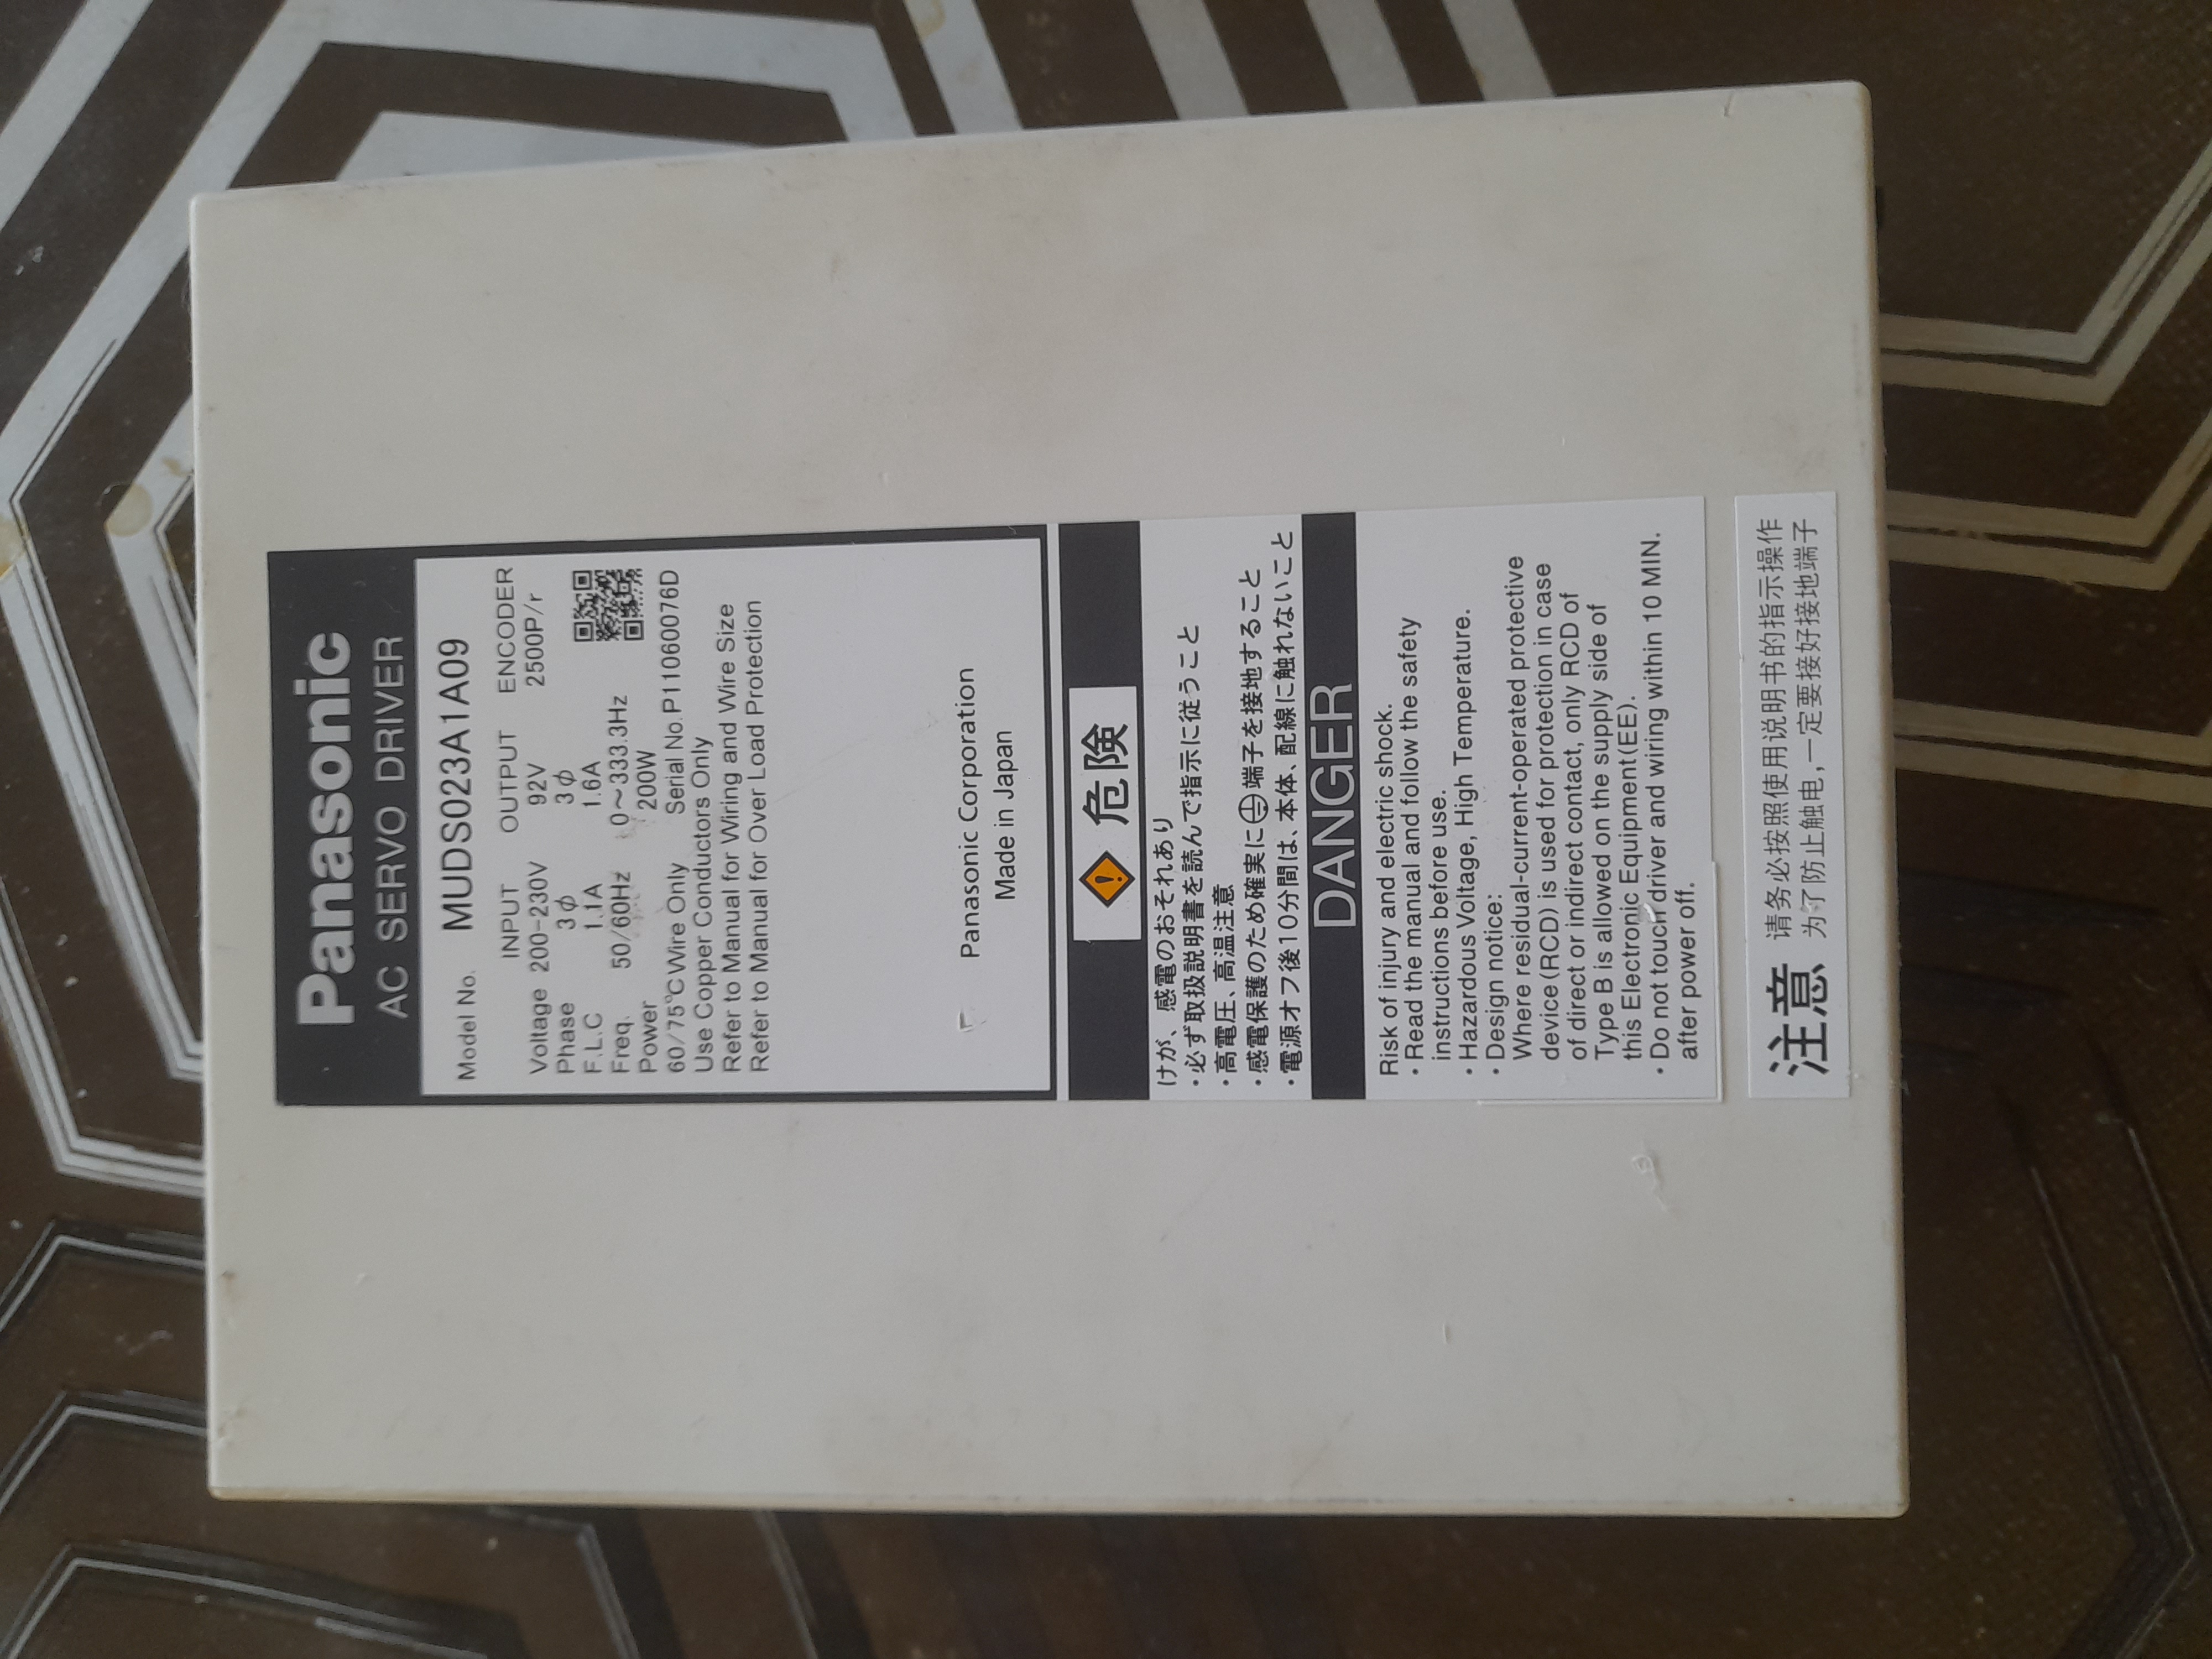 Panasonic
AC SERVO DRIVER
Model No. MUDS023A1A09
INPUT OUTPUT ENCODER
Voltage 200-230V 92V 2500P/r
Phase 3φ 3φ
F.L.C 1.1A 1.6A
Freq. 50/60Hz 0~333.3Hz
Power 200W
60/75℃ Wire Only Serial No.P11060076D
Use Copper Conductors Only
Refer to Manual for Wiring and Wire Size
Refer to Manual for Over Load Protection
Panasonic Corporation
Made in Japan
危険
けが、感電のおそれあり
・必ず取扱説明書を読んで指示に従うこと
・高電圧、高温注意
・感電保護のため確実に⏚端子を接地すること
・電源オフ後10分間は、本体、配線に触れないこと
DANGER
Risk of injury and electric shock.
・Read the manual and follow the safety
instructions before use.
・Hazardous Voltage, High Temperature.
・Design notice:
Where residual-current-operated protective
device(RCD) is used for protection in case
of direct or indirect contact, only RCD of
Type B is allowed on the supply side of
this Electronic Equipment(EE).
・Do not touch driver and wiring within 10 MIN.
after power off.
注意
请务必按照使用说明书的指示操作
为了防止触电,一定要接好接地端子